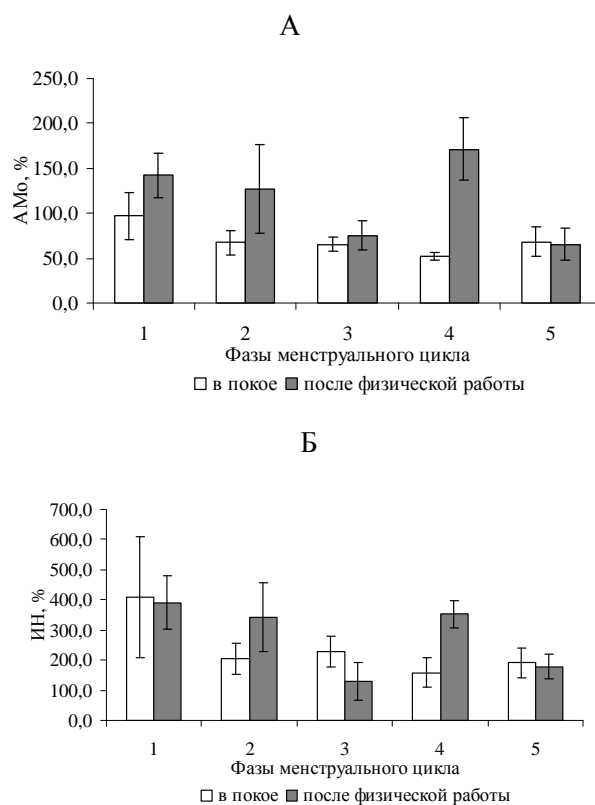 А
250,0
200,0
150,0
100,0
50,0
0,0
АМо, %
1 2 3 4 5
Фазы менструального цикла
в покое после физической работы
Б
700,0
600,0
500,0
400,0
300,0
200,0
100,0
0,0
ИН, %
1 2 3 4 5
Фазы менструального цикла
в покое после физической работы